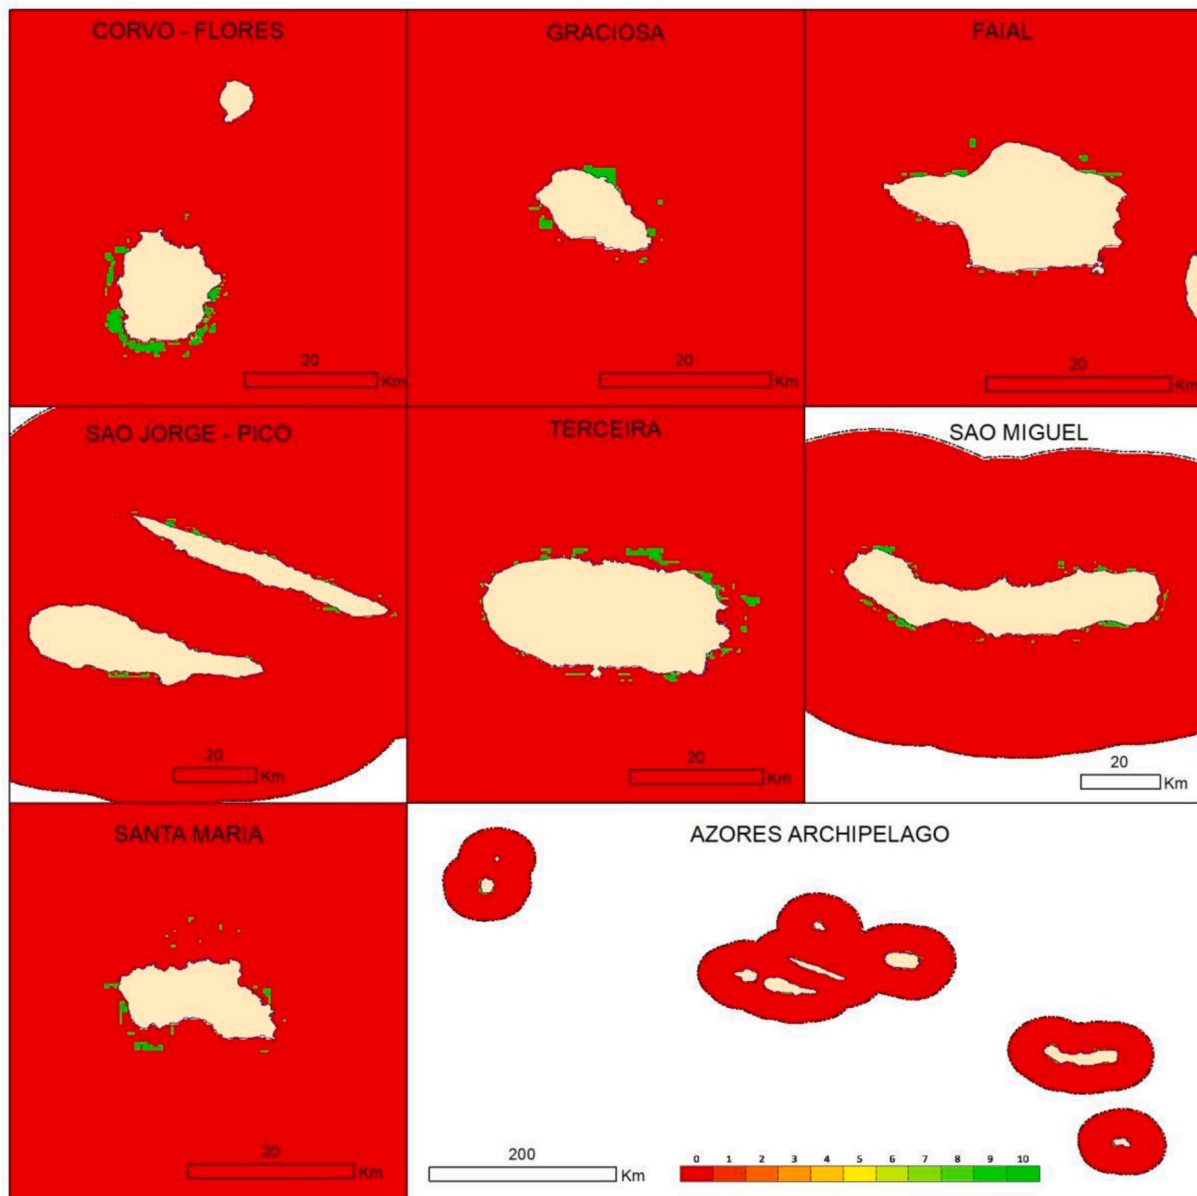 CORVO - FLORES
GRACIOSA
FAIAL
20
Km
20
Km
20
Km
SAO JORGE - PICO
TERCEIRA
SAO MIGUEL
20
Km
20
Km
20
Km
SANTA MARIA
AZORES ARCHIPELAGO
20
Km
200
Km
0 1 2 3 4 5 6 7 8 9 10